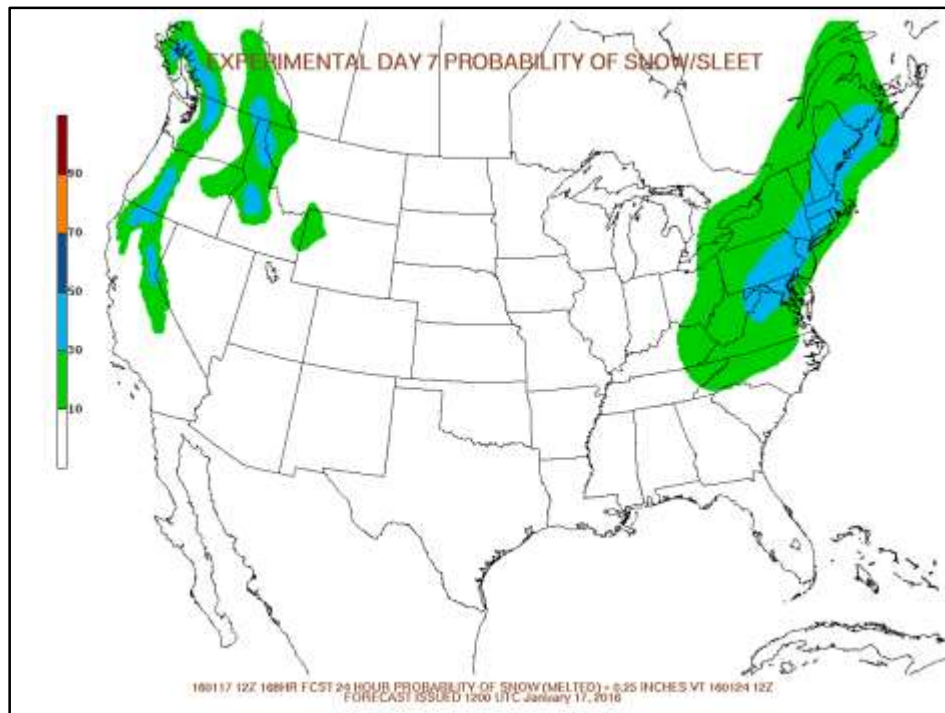 EXPERIMENTAL DAY 7 PROBABILITY OF SNOW/SLEET
90
70
50
30
10
160117 12Z 168HR FCST 24 HOUR PROBABILITY OF SNOW (MELTED) > 0.25 INCHES VT 160124 12Z
FORECAST ISSUED 1200 UTC January 17, 2016